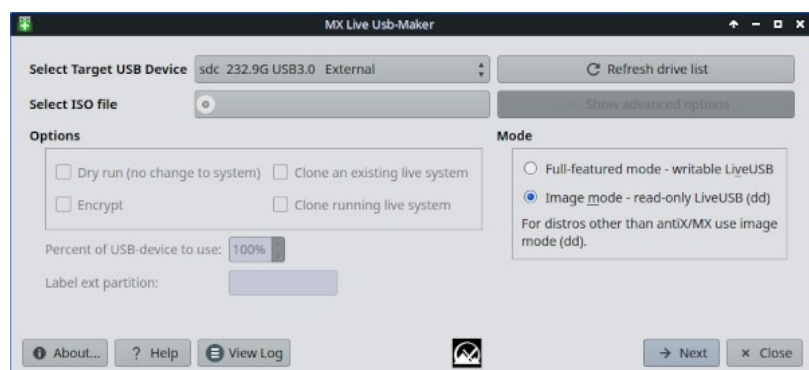 MX Live Usb-Maker
Select Target USB Device sdc 232.9G USB3.0 External Refresh drive list
Select ISO file Show advanced options
Options Mode
Dry run (no change to system) Clone an existing live system Full-featured mode - writable LiveUSB
Encrypt Clone running live system Image mode - read-only LiveUSB (dd)
For distros other than antiX/MX use image
mode (dd).
Percent of USB-device to use: 100%
Label ext partition:
About... Help View Log Next Close